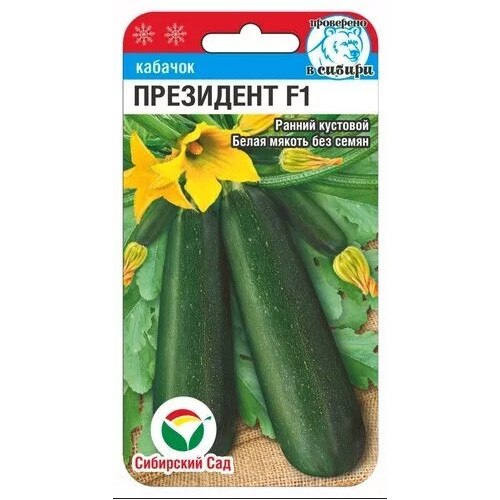 проверено
в сибири
кабачок
ПРЕЗИДЕНТ F1
Ранний кустовой
Белая мякоть без семян
Сибирский Сад